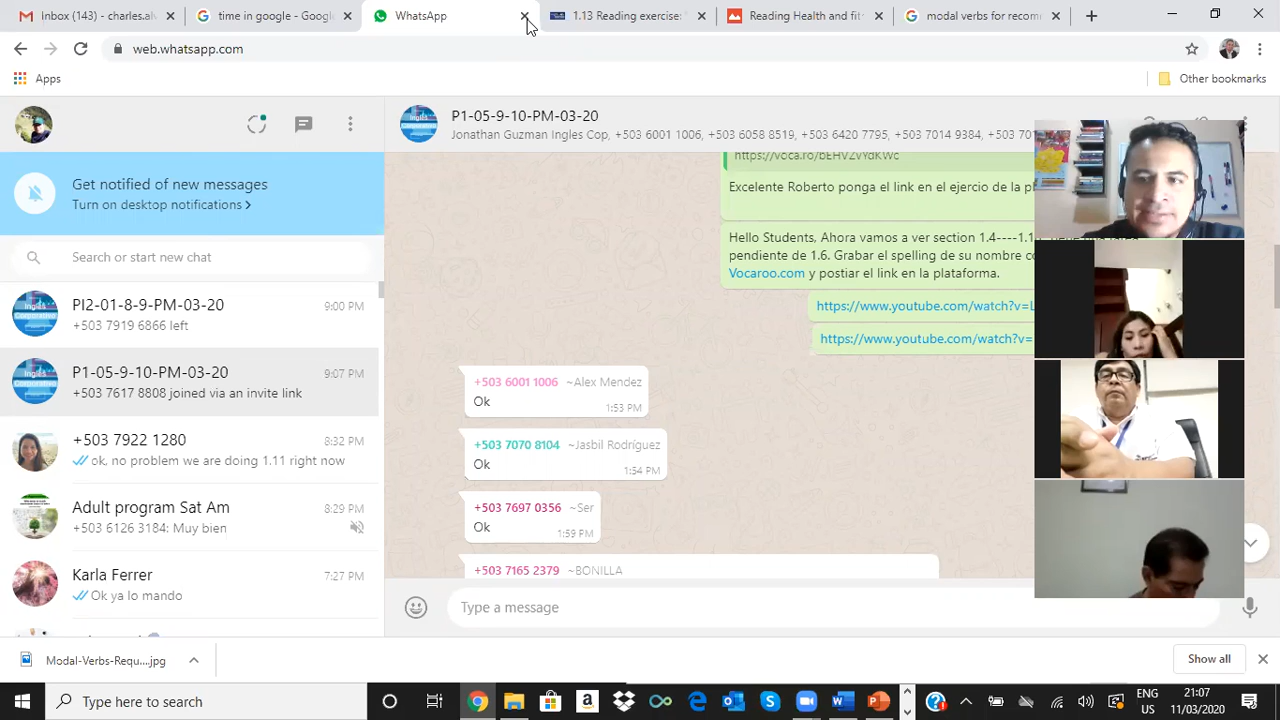 Inbox (143) - charles.al
time in google - Google
WhatsApp
1.13 Reading exercise:
Reading Health and fit
modal verbs for recom
web.whatsapp.com
Apps
Other bookmarks
P1-05-9-10-PM-03-20
Jonathan Guzman Ingles Cop, +503 6001 1006, +503 6058 8519, +503 6420 7795, +503 7014 9384, +503 701
Get notified of new messages
Turn on desktop notifications >
Search or start new chat
PI2-01-8-9-PM-03-20
9:00 PM
+503 7919 6866 left
P1-05-9-10-PM-03-20
9:07 PM
+503 7617 8808 joined via an invite link
+503 7922 1280
8:32 PM
ok, no problem we are doing 1.11 right now
Adult program Sat Am
8:29 PM
+503 6126 3184: Muy bien
Karla Ferrer
7:27 PM
Ok ya lo mando
https://voca.ro/bEHVZvYdKWc
Excelente Roberto ponga el link en el ejercio de la
Hello Students, Ahora vamos a ver section 1.4----1.1
pendiente de 1.6. Grabar el spelling de su nombre
Vocaroo.com y postiar el link en la plataforma.
https://www.youtube.com/watch?v=
https://www.youtube.com/watch?v=
+503 6001 1006 ~Alex Mendez
Ok
1:53 PM
+503 7070 8104 ~Jasbil Rodríguez
Ok
1:54 PM
+503 7697 0356 ~Ser
Ok
1:59 PM
+503 7165 2379 ~BONILLA
Type a message
Modal-Verbs-Requ....jpg
Show all
Type here to search
ENG
US
21:07
11/03/2020